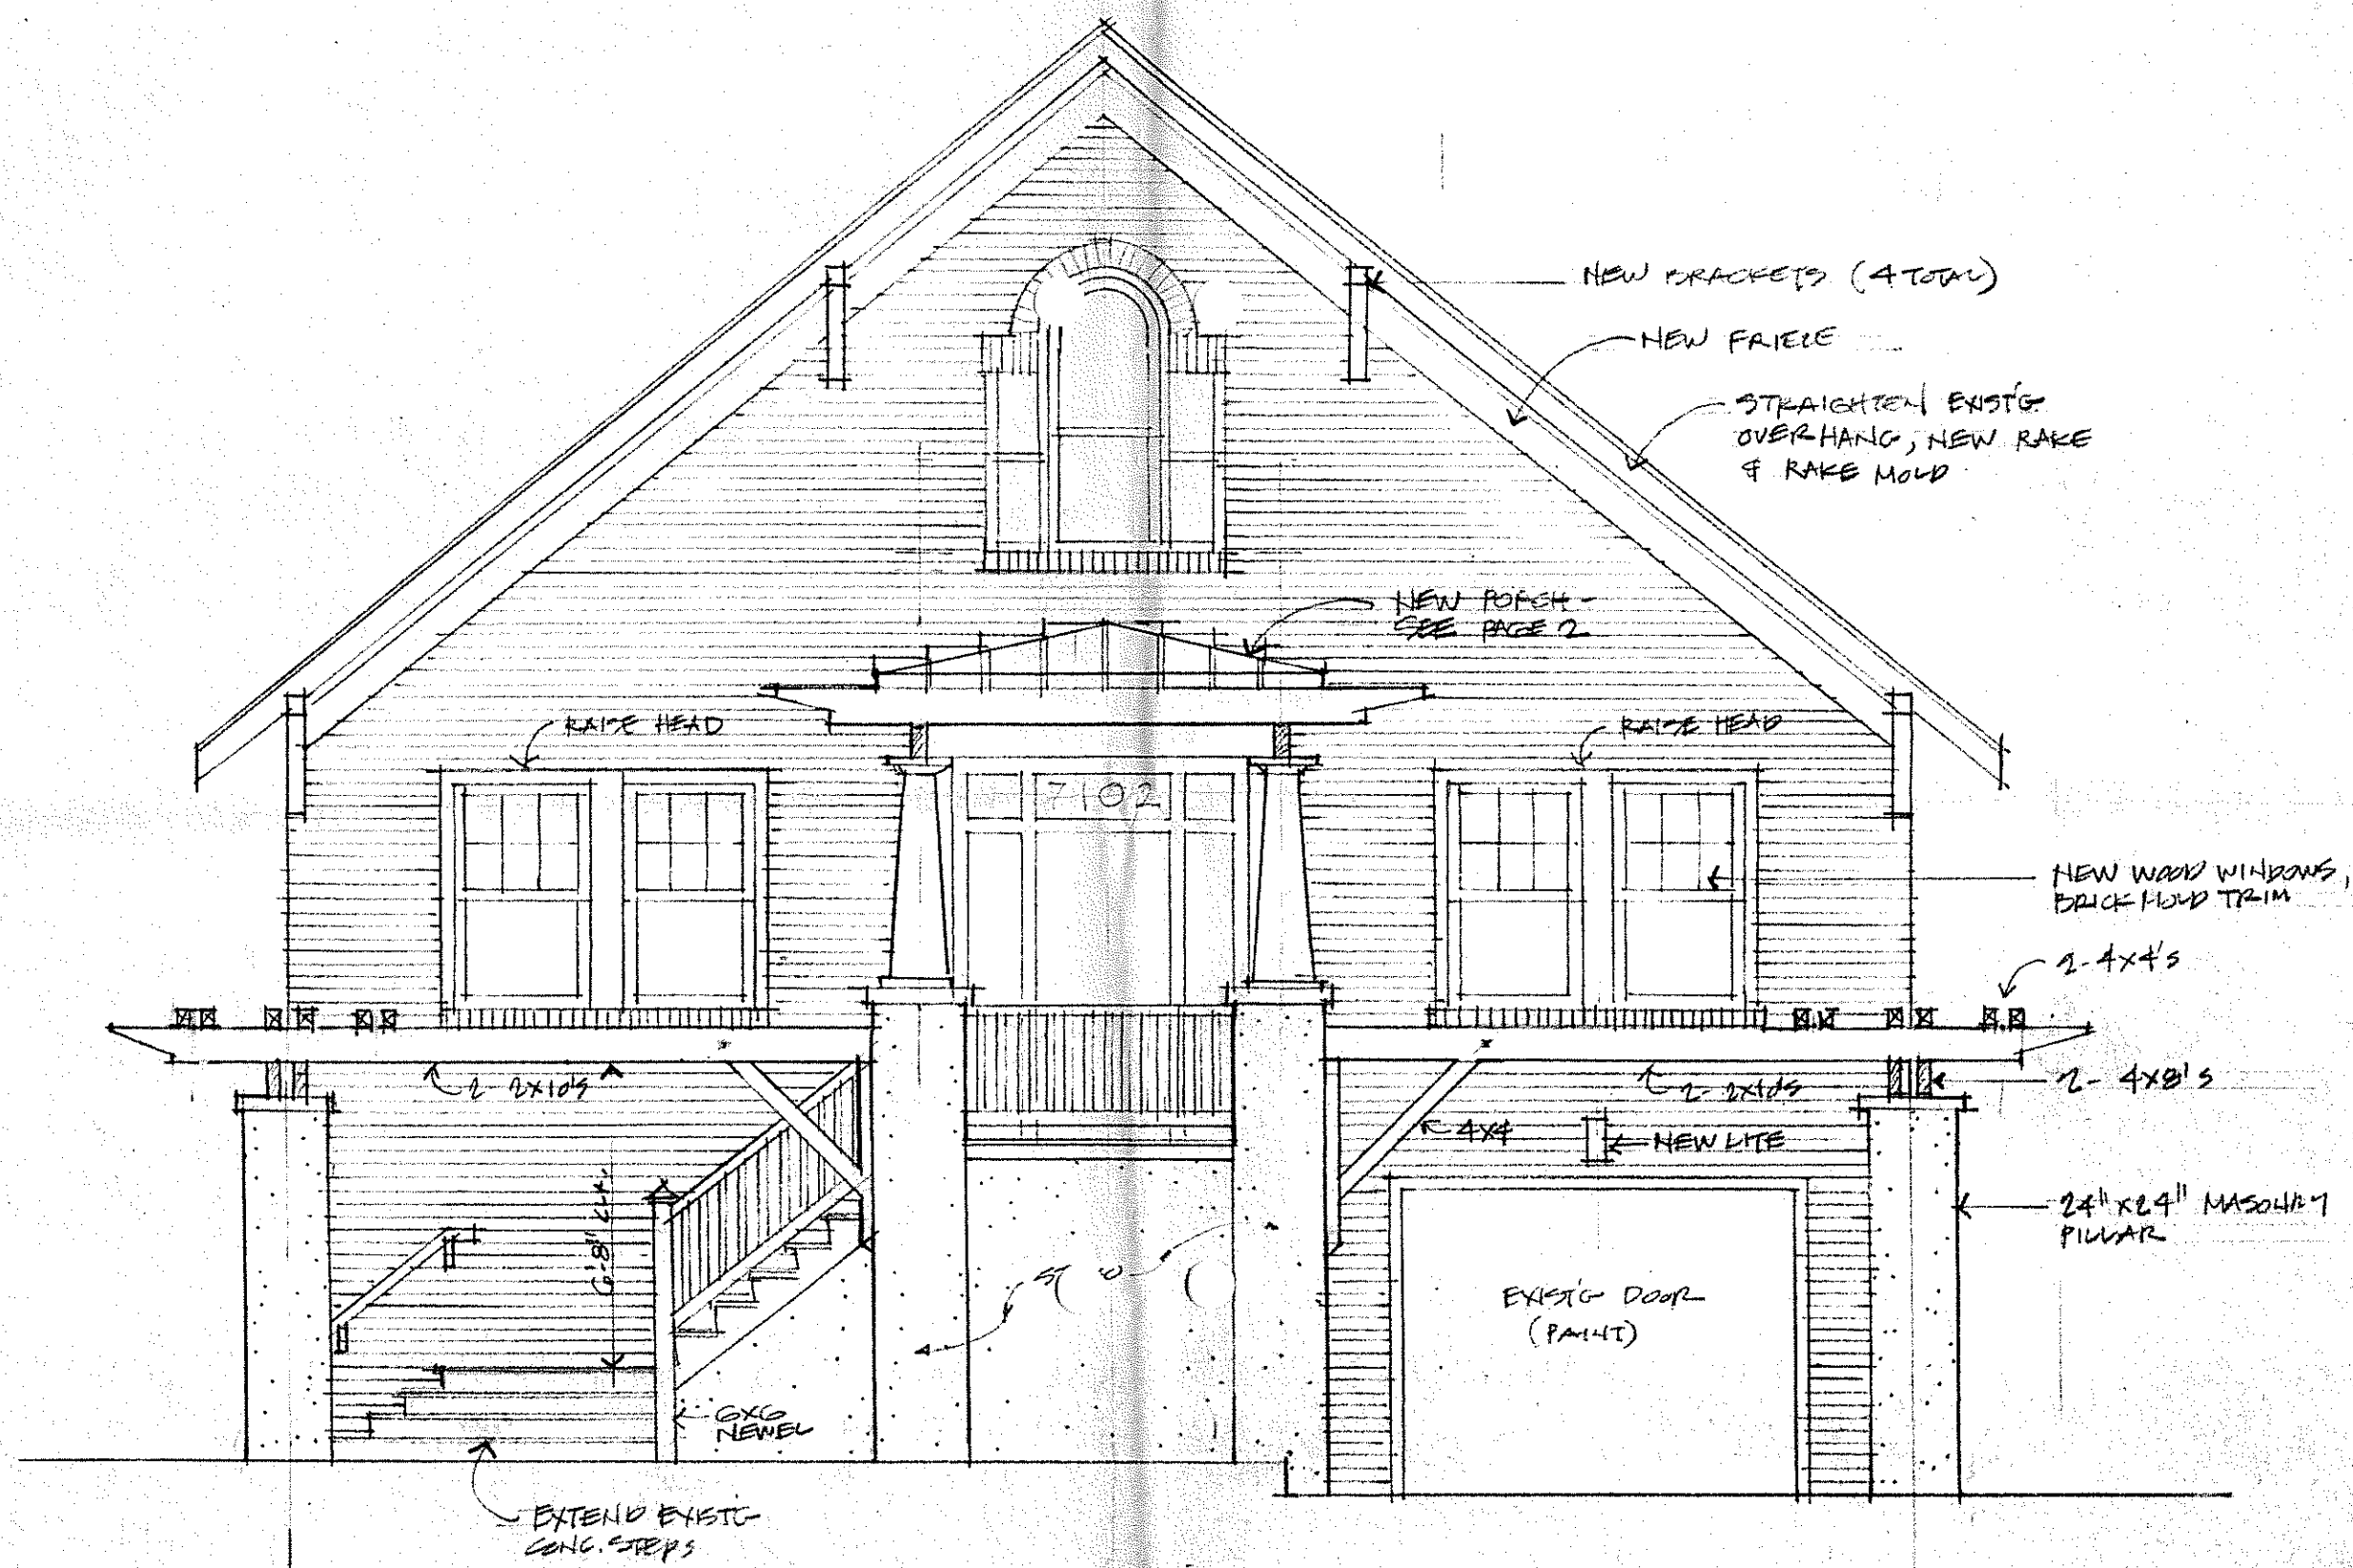 NEW BRACKETS (4 TOTAL)
NEW FRIEZE
STRAIGHTEN EXIST'G
OVERHANG, NEW RAKE
& RAKE MOLD
NEW PORCH -
SEE PAGE 2
RAISE HEAD
RAISE HEAD
7102
NEW WOOD WINDOWS,
BRICK MOLD TRIM
2-4x4's
2- 2x10's
2- 2x10's
2- 4x8's
4x4
NEW LITE
6'-8" CLR
24"x24" MASONRY
PILLAR
EXIST'G DOOR
(PAINT)
6X6
NEWEL
EXTEND EXIST'G
CONC. STEPS